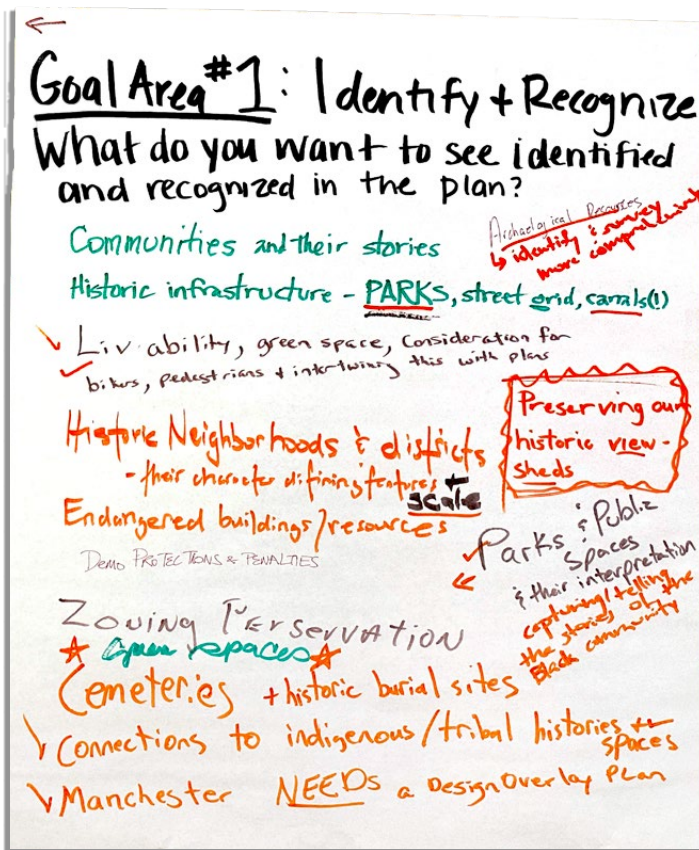 Goal Area #1: Identify + Recognize
What do you want to see identified
and recognized in the plan?
Communities and their stories
Archaelogical Resources
↳ identify & survey
more comprehensively
Historic infrastructure - PARKS, street grid, canals(!)
Livability, green space, consideration for
bikers, pedestrians + intertwining this with plans
Preserving our
historic view-
sheds
Historic Neighborhoods & districts
- their character difining features +
scale
Endangered buildings/resources
DEMO PROTECTIONS & PENALTIES
Parks & Public
Spaces
& their interpretation
capturing/telling
the stories of the
Black community
ZONING PERSERVATION
★ Green spaces ★
Cemeteries + historic burial sites
Connections to indigenous/tribal histories +
spaces
Manchester NEEDS a Design Overlay Plan